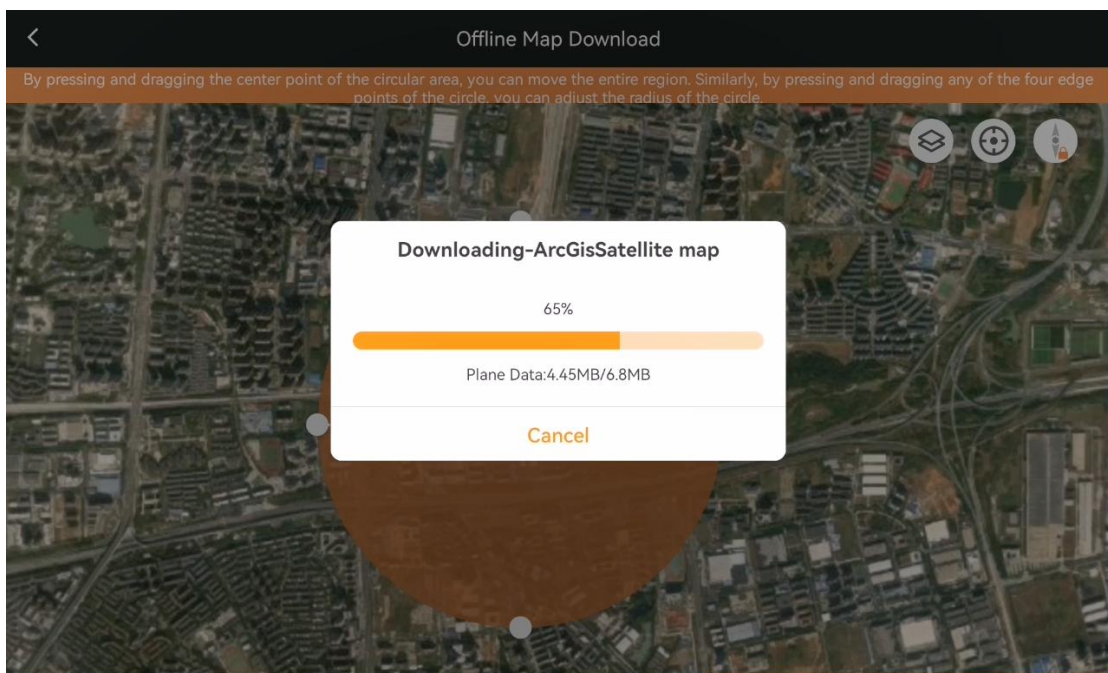 Offline Map Download
By pressing and dragging the center point of the circular area, you can move the entire region. Similarly, by pressing and dragging any of the four edge
points of the circle, you can adjust the radius of the circle.
Downloading-ArcGisSatellite map
65%
Plane Data:4.45MB/6.8MB
Cancel